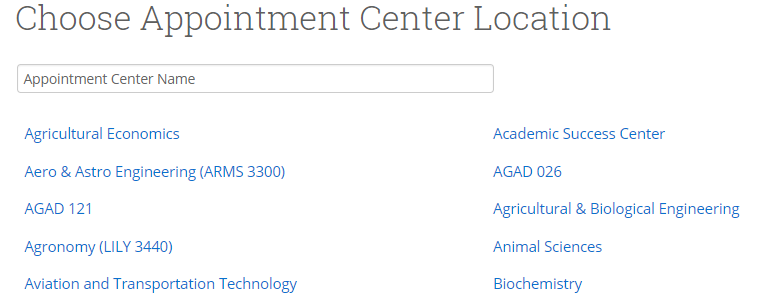 Choose Appointment Center Location
Appointment Center Name
Agricultural Economics
Academic Success Center
Aero & Astro Engineering (ARMS 3300)
AGAD 026
AGAD 121
Agricultural & Biological Engineering
Agronomy (LILY 3440)
Animal Sciences
Aviation and Transportation Technology
Biochemistry